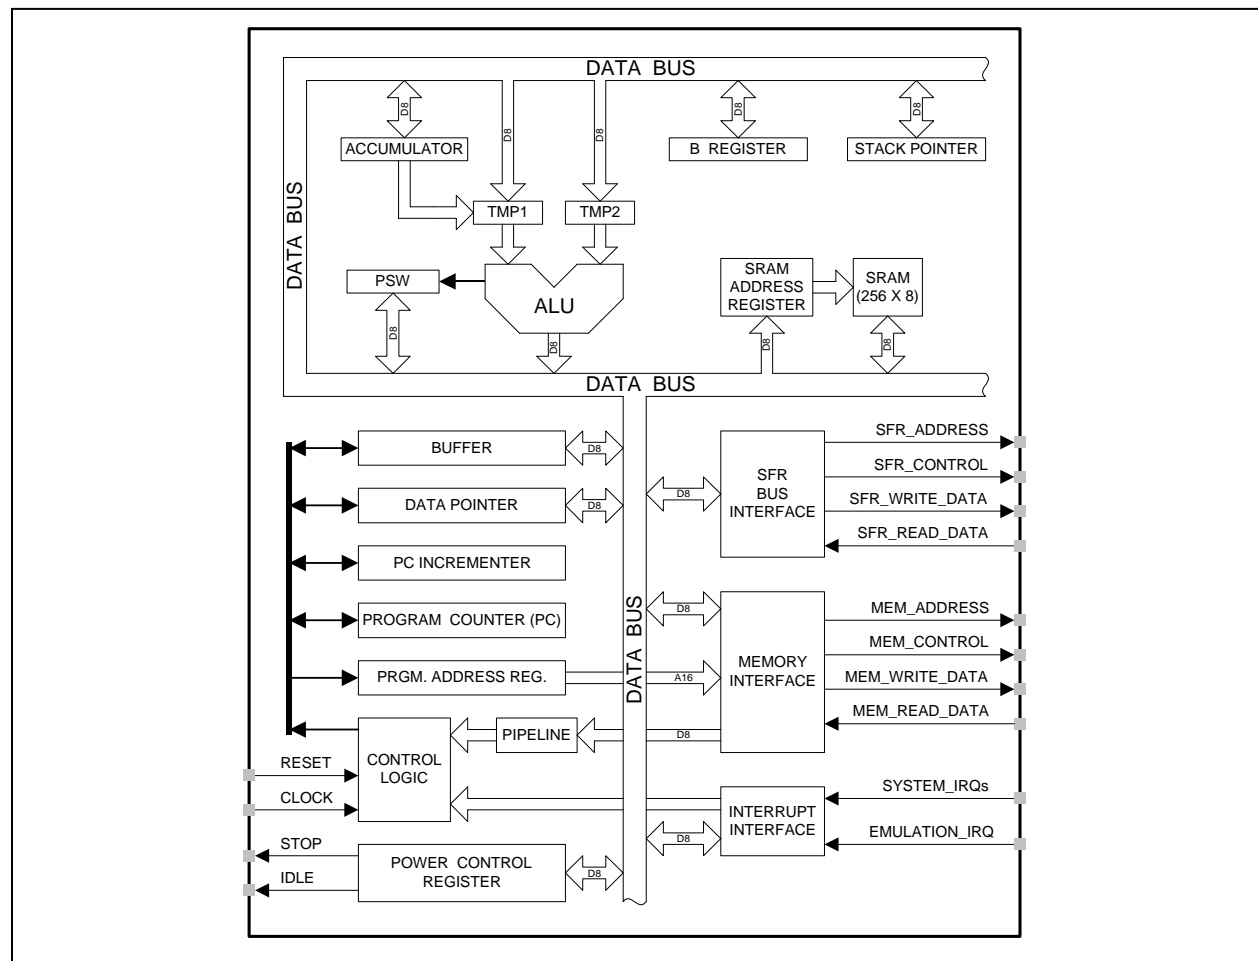 DATA BUS
D8
D8
D8
D8
D8
ACCUMULATOR
B REGISTER
STACK POINTER
DATA BUS
TMP1
TMP2
PSW
ALU
SRAM
ADDRESS
REGISTER
SRAM
(256 X 8)
D8
D8
D8
D8
DATA BUS
BUFFER
D8
DATA POINTER
D8
PC INCREMENTER
PROGRAM COUNTER (PC)
PRGM. ADDRESS REG.
A16
CONTROL
LOGIC
PIPELINE
D8
RESET
CLOCK
STOP
IDLE
POWER CONTROL
REGISTER
D8
DATA BUS
D8
SFR
BUS
INTERFACE
SFR_ADDRESS
SFR_CONTROL
SFR_WRITE_DATA
SFR_READ_DATA
D8
MEMORY
INTERFACE
MEM_ADDRESS
MEM_CONTROL
MEM_WRITE_DATA
MEM_READ_DATA
D8
INTERRUPT
INTERFACE
SYSTEM_IRQs
EMULATION_IRQ